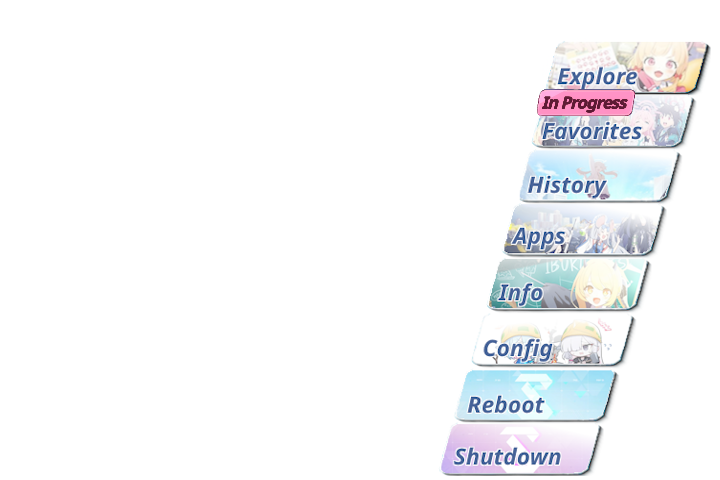 Explore
In Progress
Favorites
History
Apps
Info
Config
Reboot
Shutdown